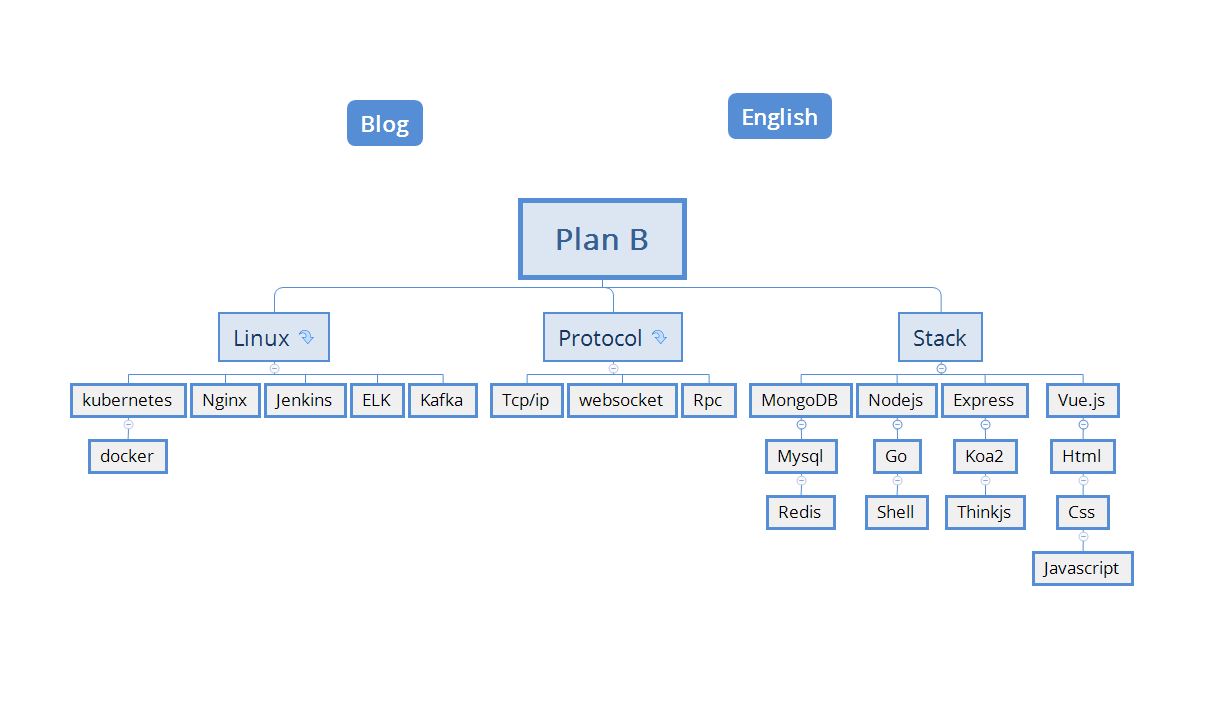 Blog
English
Plan B
Linux
Protocol
Stack
kubernetes
Nginx
Jenkins
ELK
Kafka
Tcp/ip
websocket
Rpc
MongoDB
Nodejs
Express
Vue.js
docker
Mysql
Go
Koa2
Html
Redis
Shell
Thinkjs
Css
Javascript